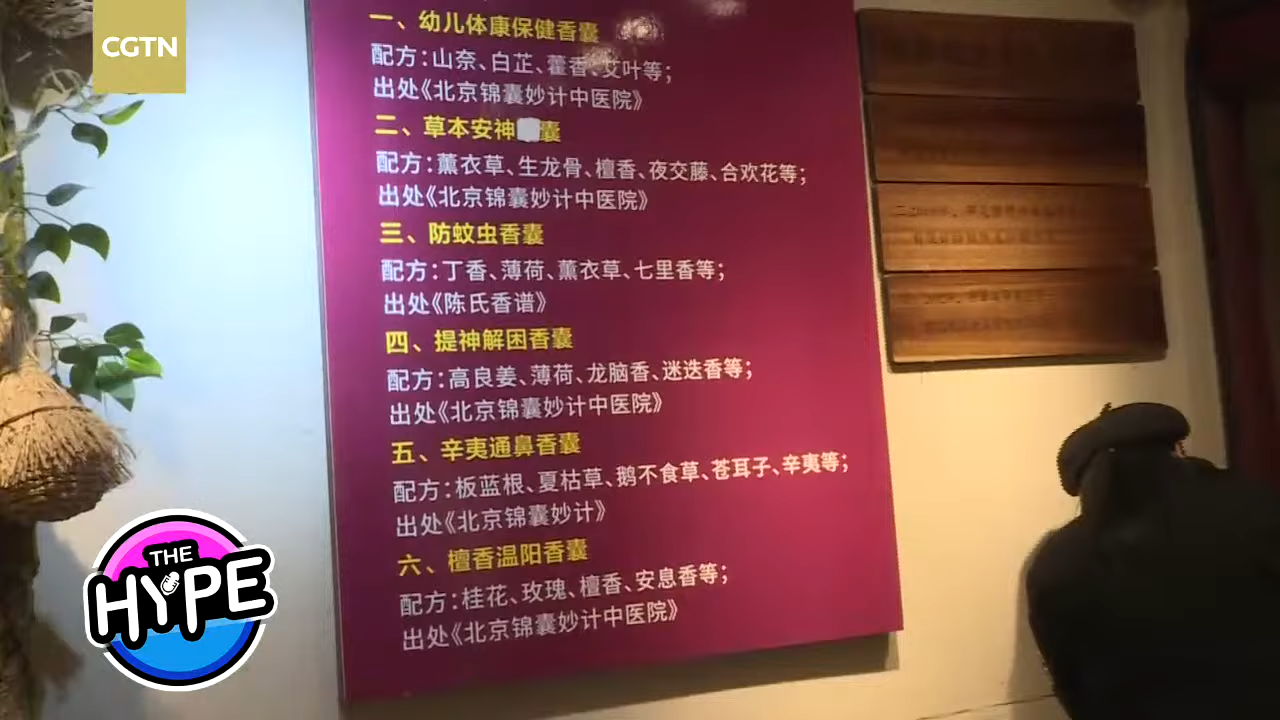 CGTN
一、幼儿体康保健香囊
配方：山奈、白芷、藿香、艾叶等；
出处《北京锦囊妙计中医院》
二、草本安神囊
配方：薰衣草、生龙骨、檀香、夜交藤、合欢花等；
出处《北京锦囊妙计中医院》
三、防蚊虫香囊
配方：丁香、薄荷、薰衣草、七里香等；
出处《陈氏香谱》
四、提神解困香囊
配方：高良姜、薄荷、龙脑香、迷迭香等；
出处《北京锦囊妙计中医院》
五、辛夷通鼻香囊
配方：板蓝根、夏枯草、鹅不食草、苍耳子、辛夷等；
出处《北京锦囊妙计》
六、檀香温阳香囊
配方：桂花、玫瑰、檀香、安息香等；
出处《北京锦囊妙计中医院》
THE
HYPE